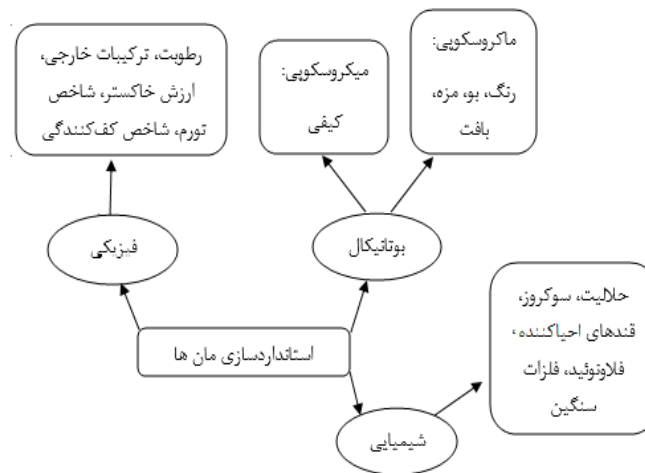 ماکروسکوپی:
رنگ، بو، مزه،
بافت
میکروسکوپی:
کیفی
رطوبت، ترکیبات خارجی،
ارزش خاکستر، شاخص
تورم، شاخص کف‌کنندگی
بوتانیکال
فیزیکی
استانداردسازی مان ها
حلالیت، سوکروز،
قندهای احیاکننده،
فلاونوئید، فلزات
سنگین
شیمیایی